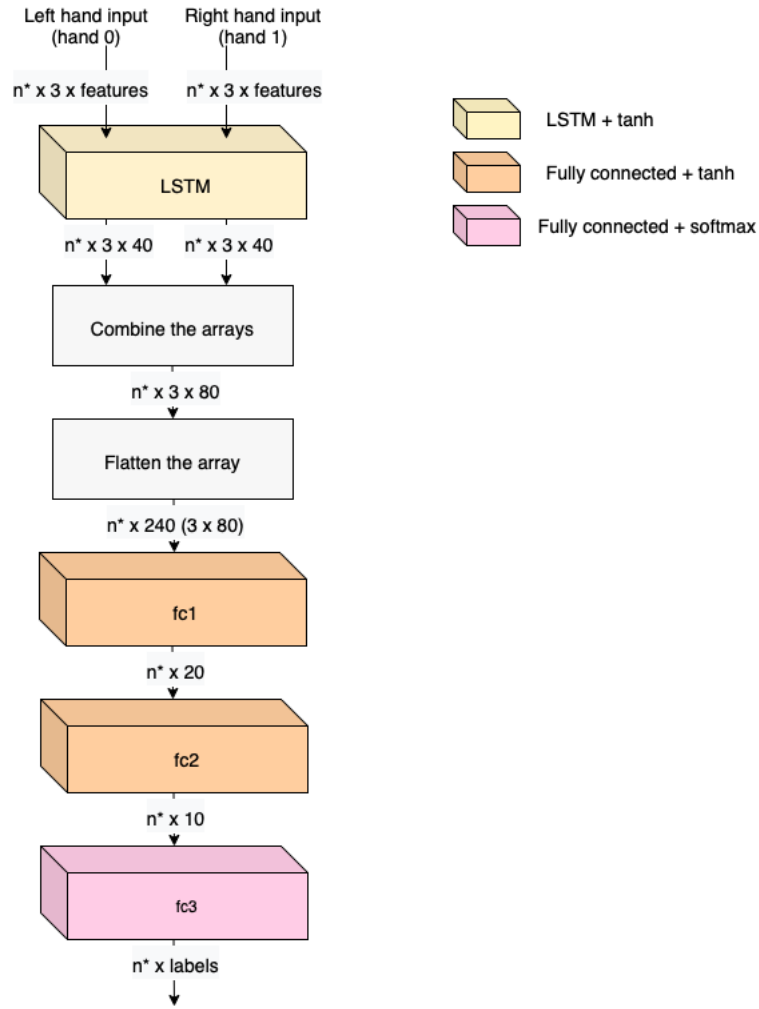 Left hand input
(hand 0)
Right hand input
(hand 1)
n* x 3 x features
n* x 3 x features
LSTM
n* x 3 x 40
n* x 3 x 40
Combine the arrays
n* x 3 x 80
Flatten the array
n* x 240 (3 x 80)
fc1
n* x 20
fc2
n* x 10
fc3
n* x labels
LSTM + tanh
Fully connected + tanh
Fully connected + softmax